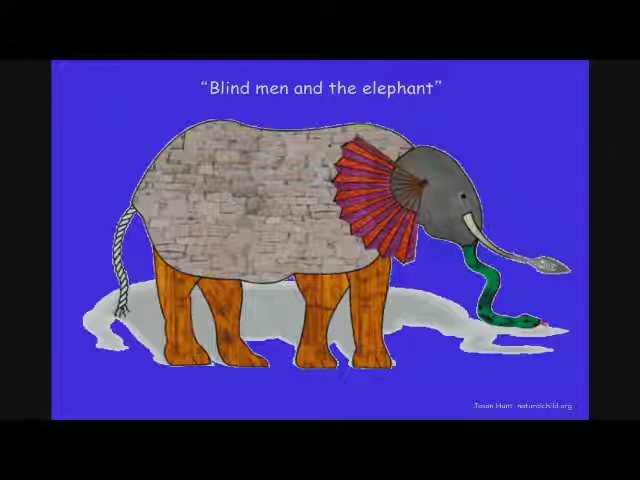 “Blind men and the elephant”
Jason Hunt naturalchild.org